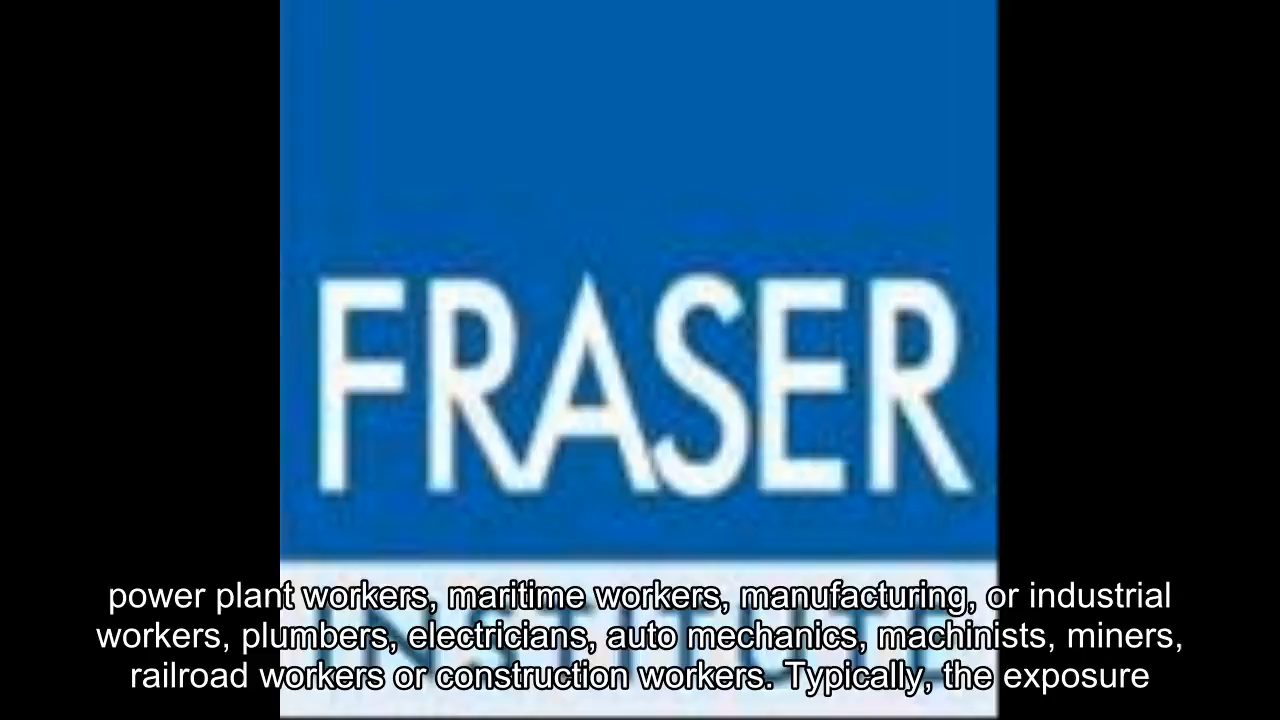 FRASER
INSTITUTE
power plant workers, maritime workers, manufacturing, or industrial
workers, plumbers, electricians, auto mechanics, machinists, miners,
railroad workers or construction workers. Typically, the exposure